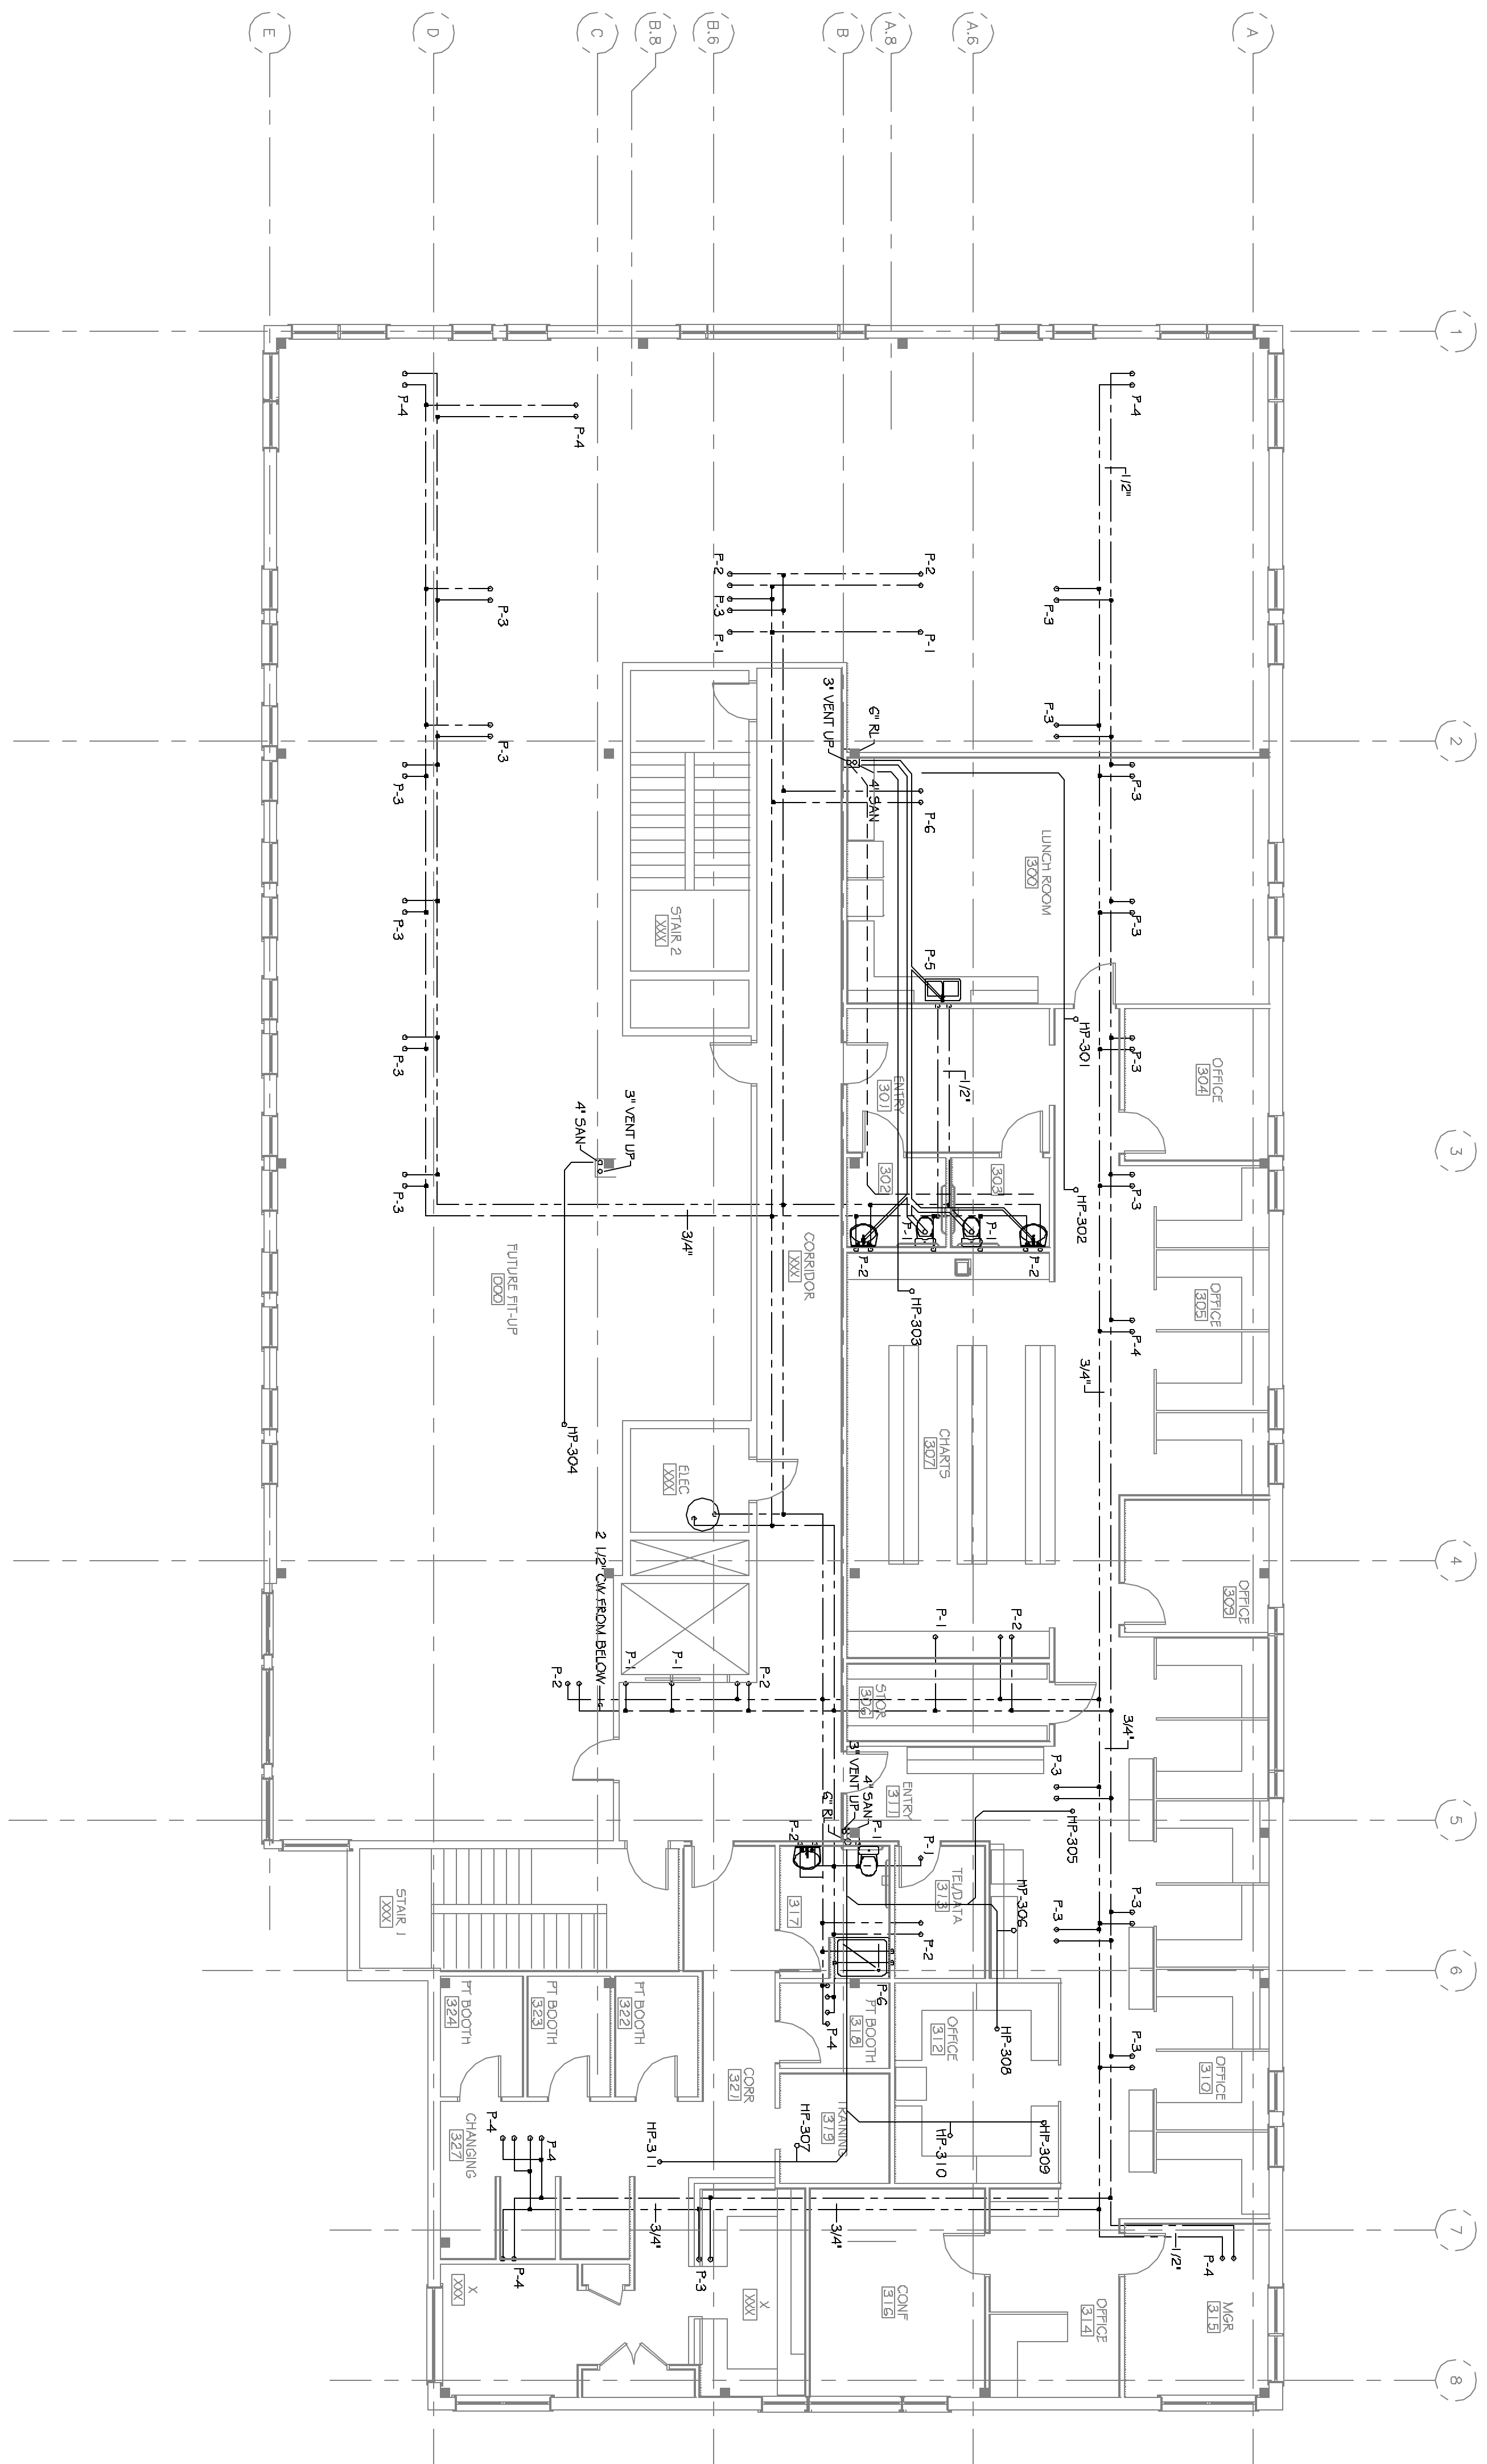 E
D
C
B.8
B.6
B
A.8
A.6
A
1
P-4
P-4
P-4
1/2"
P-2
P-2
P-3
P-3
P-3
P-1
P-1
3" VENT UP
6" RL
P-3
P-3
2
P-3
P-3
4" SAN
P-6
LUNCH ROOM
300
STAIR 2
XXX
P-3
P-3
P-5
HP-301
P-3
P-3
OFFICE
304
1/2"
ENTRY
301
3" VENT UP
4" SAN
3
302
303
P-3
P-3
HP-302
3/4"
P-1
P-1
P-2
P-2
FUTURE FIT-UP
D00
CORRIDOR
XXX
HP-303
OFFICE
305
P-4
3/4"
HP-304
CHARTS
307
ELEC
XXX
4
2 1/2" CW FROM BELOW
OFFICE
309
P-1
P-2
P-2
P-1
P-1
P-2
STOR
306
3/4"
P-3
3" VENT UP
4" SAN
6" RL
ENTRY
311
5
HP-305
P-2
P-1
P-1
STAIR 1
XXX
317
TEL/DATA
313
HP-306
P-3
P-3
P-2
6
PT BOOTH
324
PT BOOTH
323
PT BOOTH
322
P-6
P-4
PT BOOTH
318
OFFICE
312
HP-308
P-3
OFFICE
310
CORR
321
TRAINING
319
HP-307
HP-309
HP-310
HP-311
CHANGING
327
P-4
P-4
3/4"
3/4"
7
1/2"
P-4
P-4
P-3
X
XXX
X
XXX
CONF
316
OFFICE
314
MGR
315
8